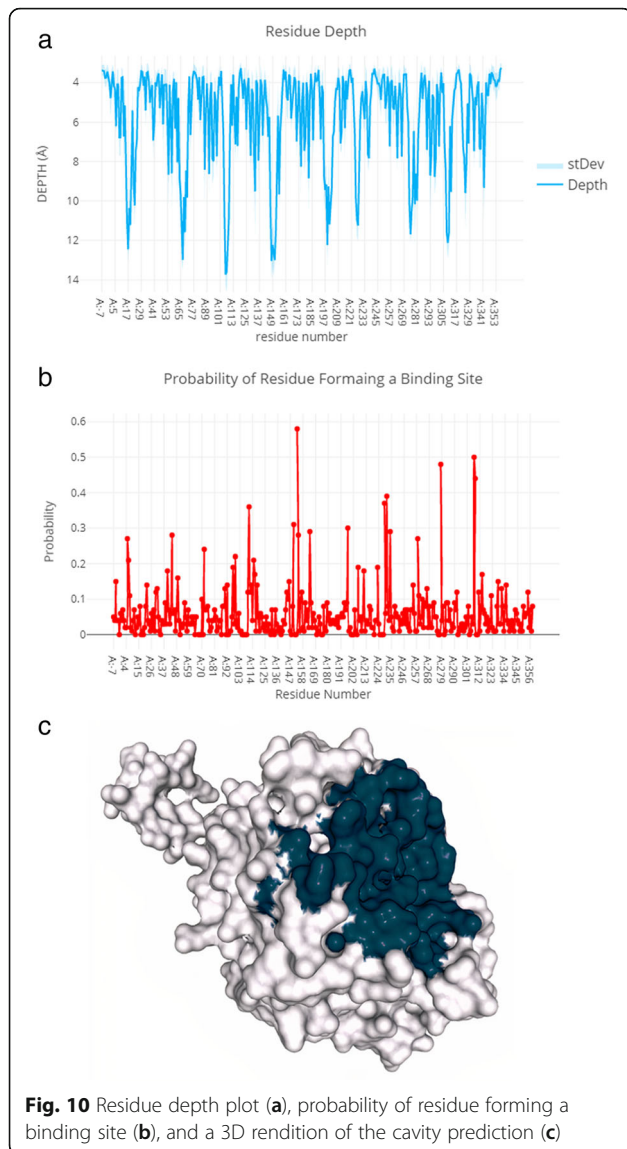 a
Residue Depth
4
6
8
10
12
14
DEPTH (Å)
stDev
Depth
A:-7 A:5 A:17 A:29 A:41 A:53 A:65 A:77 A:89 A:101 A:113 A:125 A:137 A:149 A:161 A:173 A:185 A:197 A:209 A:221 A:233 A:245 A:257 A:269 A:281 A:293 A:305 A:317 A:329 A:341 A:353
residue number
b
Probability of Residue Formaing a Binding Site
0.6
0.5
0.4
0.3
0.2
0.1
0
Probability
A:-7 A:4 A:15 A:26 A:37 A:48 A:59 A:70 A:81 A:92 A:103 A:114 A:125 A:136 A:147 A:158 A:169 A:180 A:191 A:202 A:213 A:224 A:235 A:246 A:257 A:268 A:279 A:290 A:301 A:312 A:323 A:334 A:345 A:356
Residue Number
c
Fig. 10 Residue depth plot (a), probability of residue forming a
binding site (b), and a 3D rendition of the cavity prediction (c)